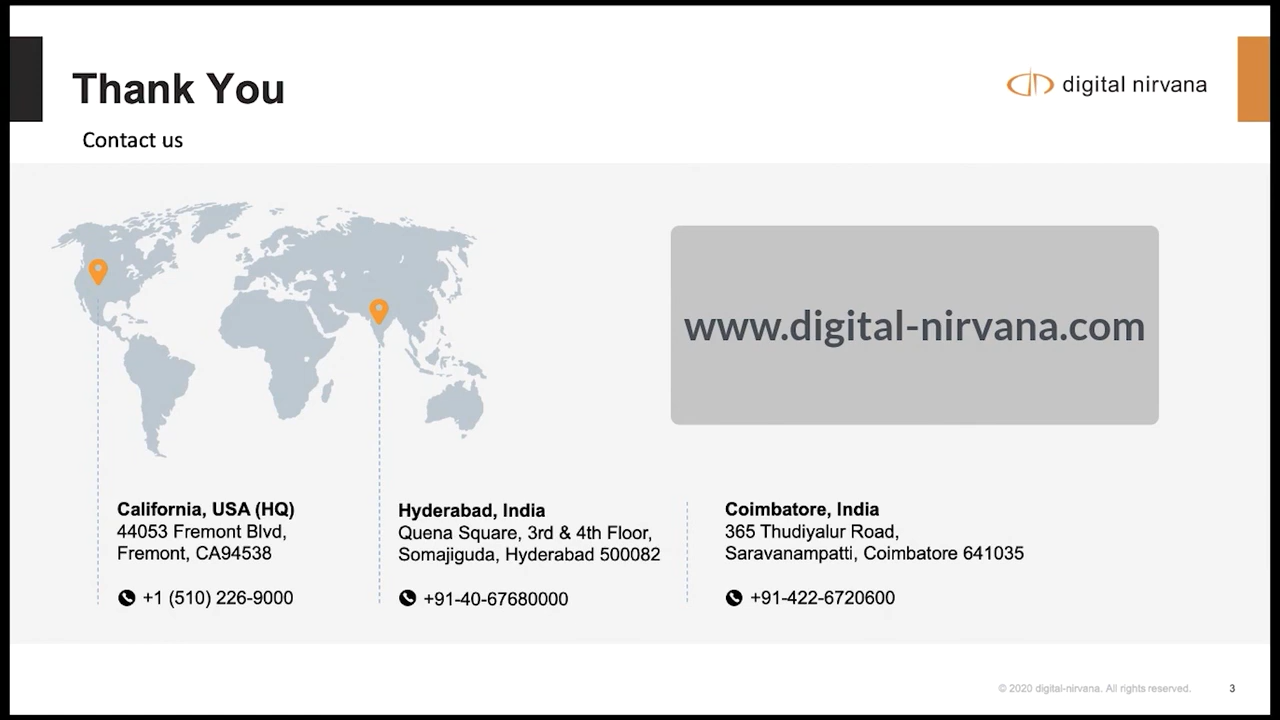 Thank You
digital nirvana
Contact us
www.digital-nirvana.com
California, USA (HQ)
44053 Fremont Blvd,
Fremont, CA94538
+1 (510) 226-9000
Hyderabad, India
Quena Square, 3rd & 4th Floor,
Somajiguda, Hyderabad 500082
+91-40-67680000
Coimbatore, India
365 Thudiyalur Road,
Saravanampatti, Coimbatore 641035
+91-422-6720600
© 2020 digital-nirvana. All rights reserved.
3